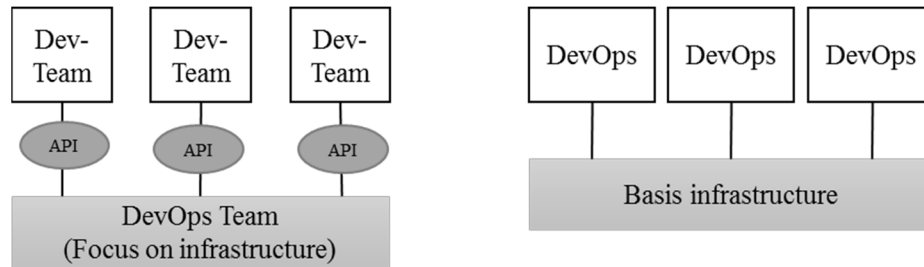 Dev-
Team
Dev-
Team
Dev-
Team
API
API
API
DevOps Team
(Focus on infrastructure)
DevOps
DevOps
DevOps
Basis infrastructure